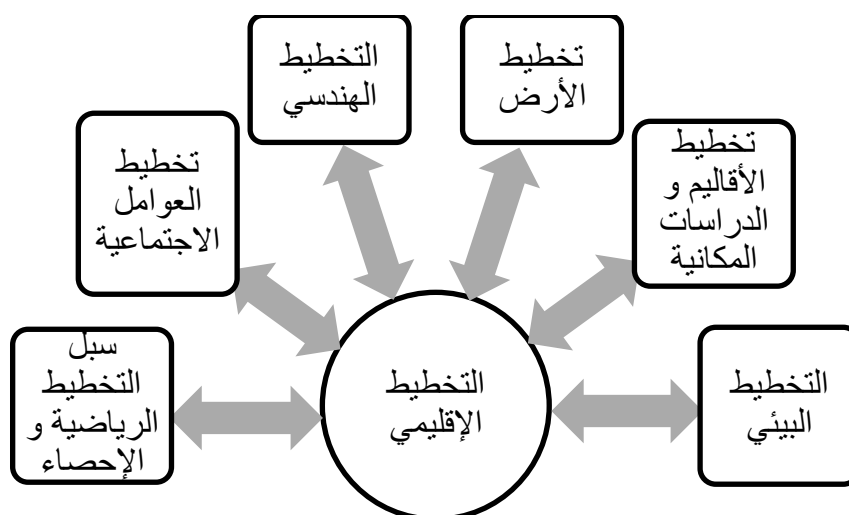 تخطيط
الأرض
التخطيط
الهندسي
تخطيط
الأقاليم و
الدراسات
المكانية
تخطيط
العوامل
الاجتماعية
التخطيط
البيئي
التخطيط
الإقليمي
سبل
التخطيط
الرياضية و
الإحصاء